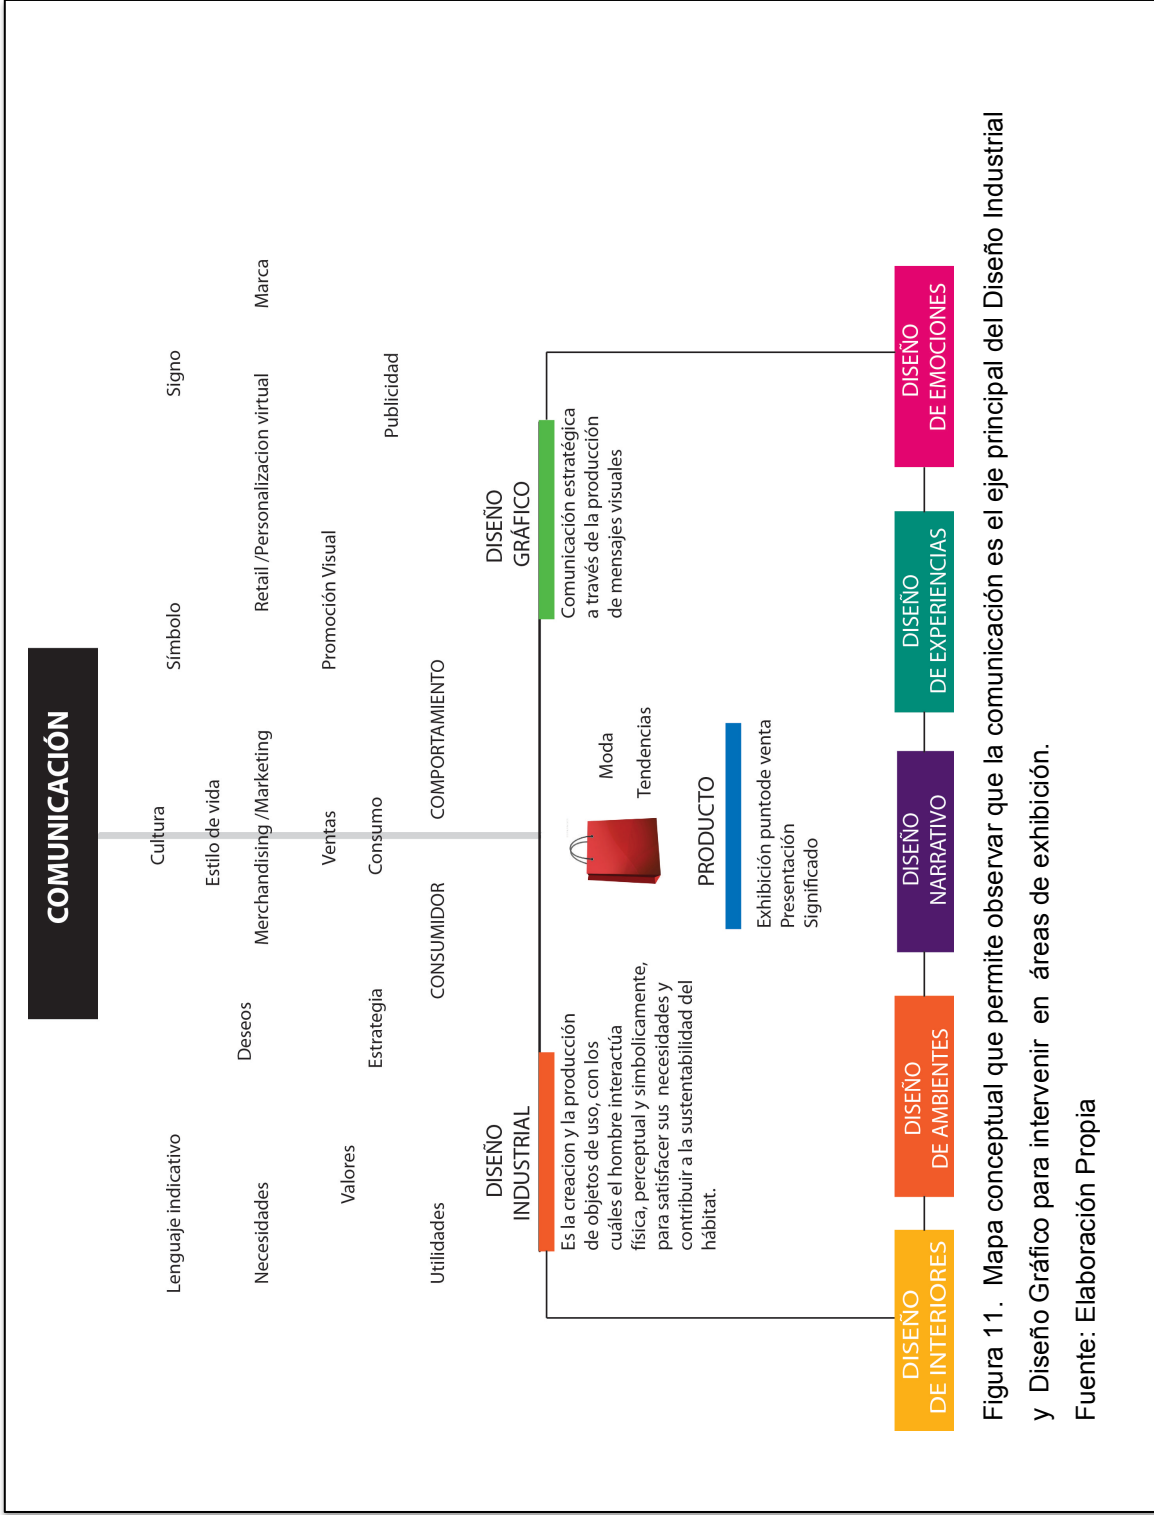 COMUNICACIÓN
Cultura
Lenguaje indicativo
Símbolo
Signo
Estilo de vida
Deseos
Necesidades
Merchandising /Marketing
Retail /Personalizacion virtual
Marca
Ventas
Promoción Visual
Valores
Estrategia
Consumo
Publicidad
Utilidades
CONSUMIDOR
COMPORTAMIENTO
DISEÑO
INDUSTRIAL
Es la creacion y la producción
de objetos de uso, con los
cuáles el hombre interactúa
física, perceptual y simbolicamente,
para satisfacer sus necesidades y
contribuir a la sustentabilidad del
hábitat.
Moda
Tendencias
PRODUCTO
Exhibición puntode venta
Presentación
Significado
DISEÑO
GRÁFICO
Comunicación estratégica
a través de la producción
de mensajes visuales
DISEÑO
DE INTERIORES
DISEÑO
DE AMBIENTES
DISEÑO
NARRATIVO
DISEÑO
DE EXPERIENCIAS
DISEÑO
DE EMOCIONES
Figura 11. Mapa conceptual que permite observar que la comunicación es el eje principal del Diseño Industrial
y Diseño Gráfico para intervenir en áreas de exhibición.
Fuente: Elaboración Propia